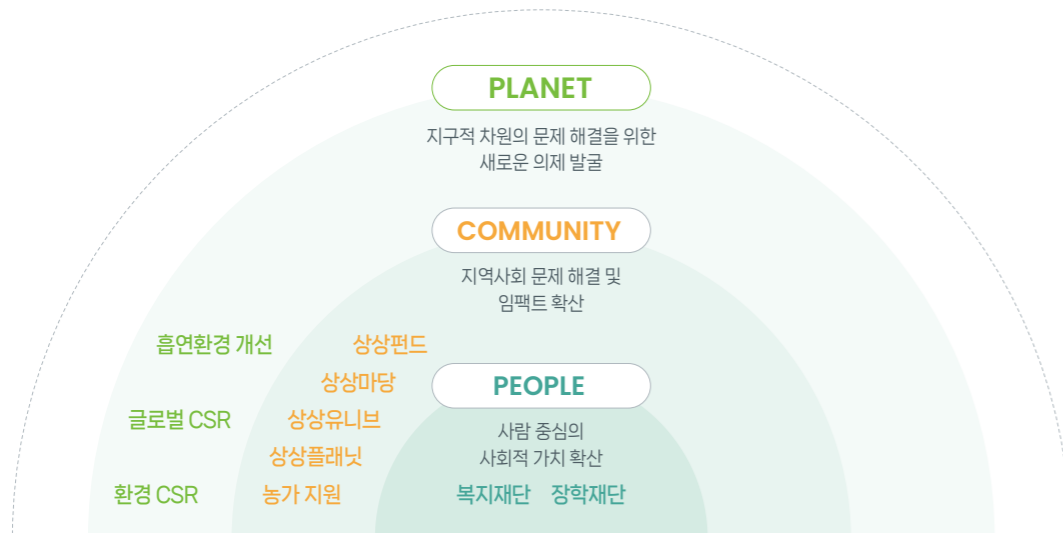 PLANET
지구적 차원의 문제 해결을 위한
새로운 의제 발굴
COMMUNITY
지역사회 문제 해결 및
임팩트 확산
흡연환경 개선
상상펀드
상상마당
PEOPLE
글로벌 CSR
상상유니브
사람 중심의
사회적 가치 확산
상상플래닛
환경 CSR
농가 지원
복지재단
장학재단